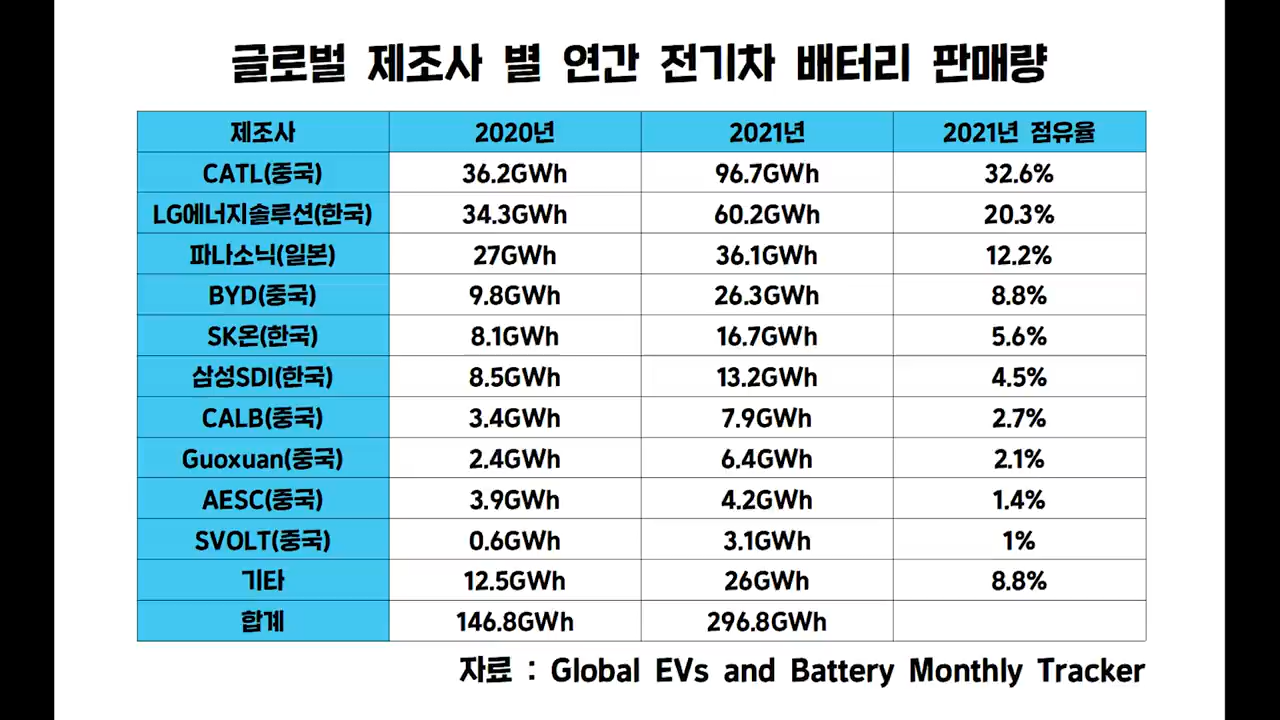 글로벌 제조사 별 연간 전기차 배터리 판매량
제조사 2020년 2021년 2021년 점유율
CATL(중국) 36.2GWh 96.7GWh 32.6%
LG에너지솔루션(한국) 34.3GWh 60.2GWh 20.3%
파나소닉(일본) 27GWh 36.1GWh 12.2%
BYD(중국) 9.8GWh 26.3GWh 8.8%
SK온(한국) 8.1GWh 16.7GWh 5.6%
삼성SDI(한국) 8.5GWh 13.2GWh 4.5%
CALB(중국) 3.4GWh 7.9GWh 2.7%
Guoxuan(중국) 2.4GWh 6.4GWh 2.1%
AESC(중국) 3.9GWh 4.2GWh 1.4%
SVOLT(중국) 0.6GWh 3.1GWh 1%
기타 12.5GWh 26GWh 8.8%
합계 146.8GWh 296.8GWh
자료 : Global EVs and Battery Monthly Tracker